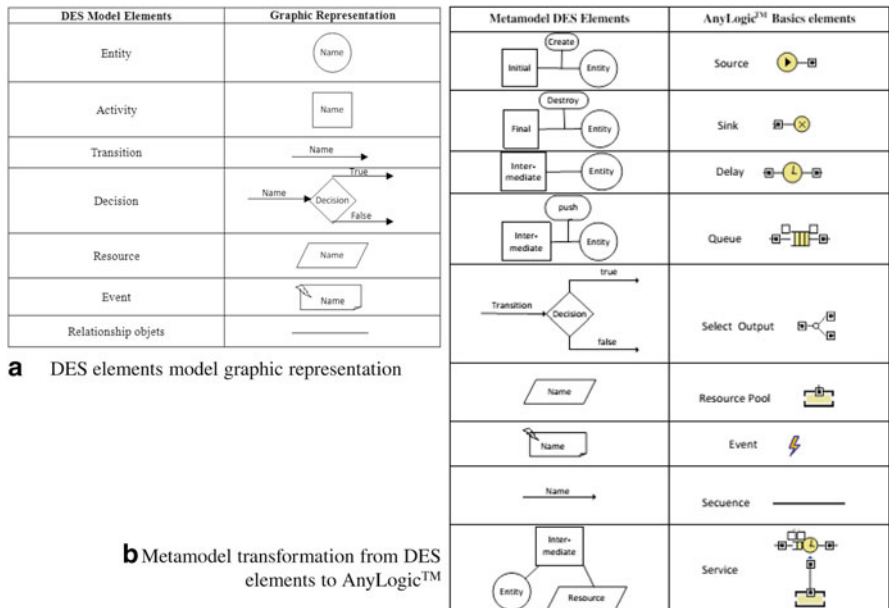 DES Model Elements Graphic Representation
Entity Name
Activity Name
Transition Name
Decision Name Decision True False
Resource Name
Event Name
Relationship objets
a DES elements model graphic representation
Metamodel DES Elements AnyLogic™ Basics elements
Create
Initial Entity Source
Destroy
Final Entity Sink
Inter-
mediate Entity Delay
push
Inter-
mediate Entity Queue
true
Transition Decision Select Output
false
Name Resource Pool
Name Event
Name Secuence
Inter-
mediate
Service
Entity Resource
b Metamodel transformation from DES
elements to AnyLogic™